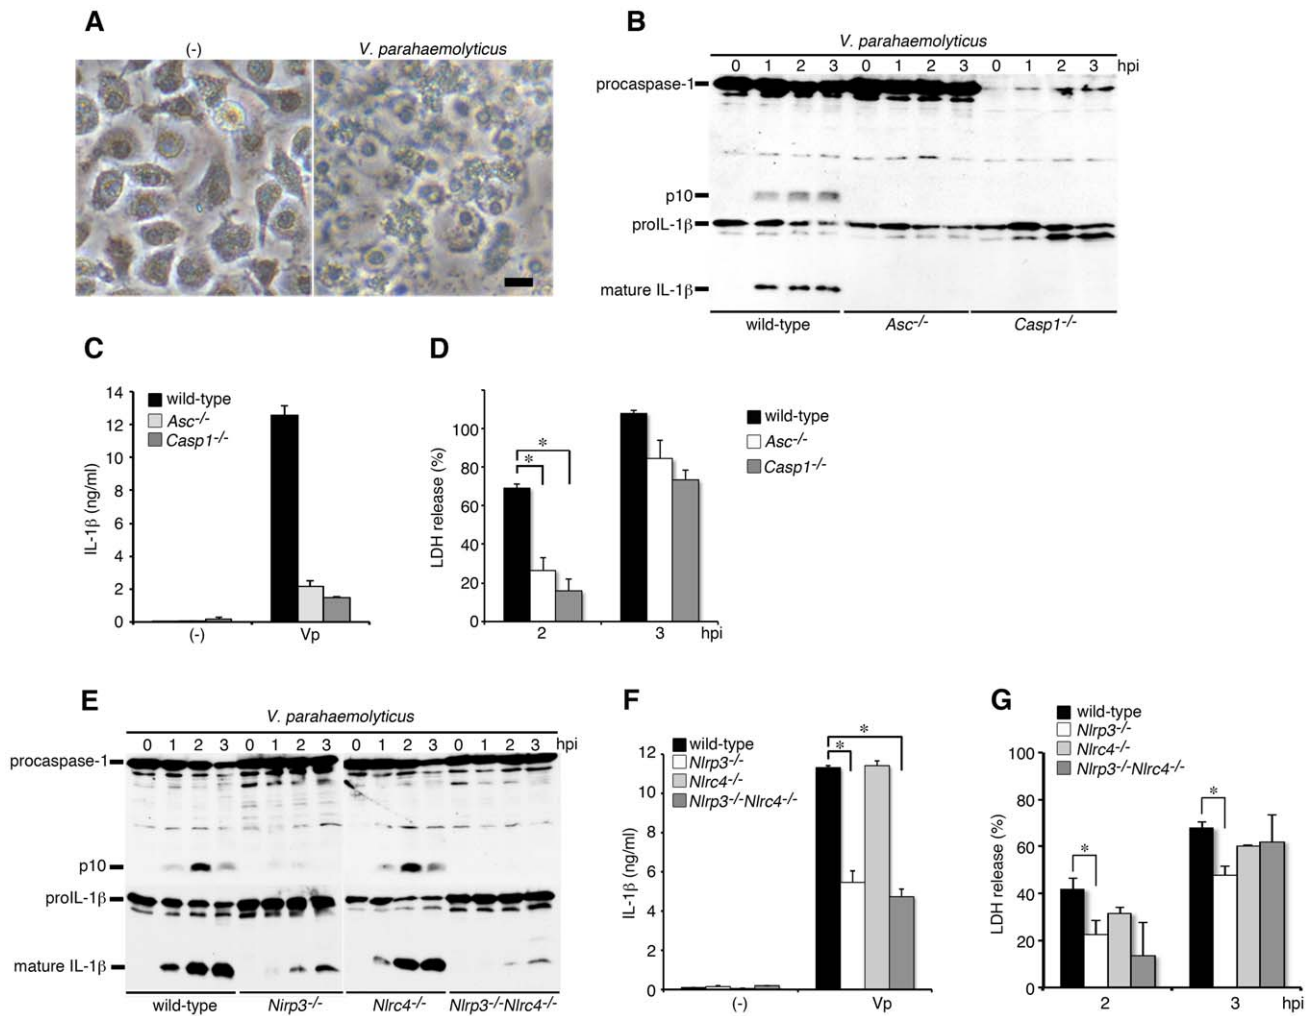 A
(-)
V. parahaemolyticus
B
V. parahaemolyticus
0 1 2 3 0 1 2 3 0 1 2 3 hpi
procaspase-1
p10
proIL-1β
mature IL-1β
wild-type Asc-/- Casp1-/-
C
14
12
10
8
6
4
2
0
IL-1β (ng/ml)
wild-type
Asc-/-
Casp1-/-
(-) Vp
D
100
80
60
40
20
0
LDH release (%)
* *
2 3 hpi
wild-type
Asc-/-
Casp1-/-
E
V. parahaemolyticus
0 1 2 3 0 1 2 3 0 1 2 3 0 1 2 3 hpi
procaspase-1
p10
proIL-1β
mature IL-1β
wild-type Nirp3-/- Nlrc4-/- Nlrp3-/-Nlrc4-/-
F
wild-type
Nlrp3-/-
Nlrc4-/-
Nlrp3-/-Nlrc4-/-
12
10
8
6
4
2
0
IL-1β (ng/ml)
* *
(-) Vp
G
wild-type
Nlrp3-/-
Nlrc4-/-
Nlrp3-/-Nlrc4-/-
100
80
60
40
20
0
LDH release (%)
* *
2 3 hpi